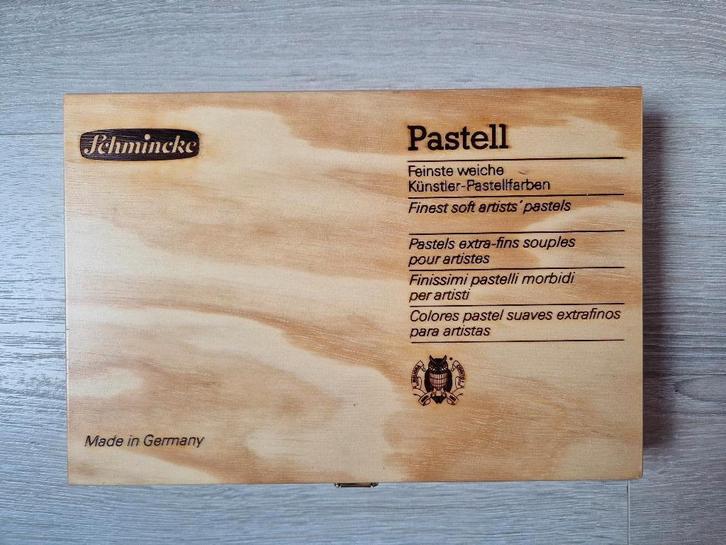 Schmincke
Pastell
Feinste weiche
Künstler-Pastellfarben
Finest soft artists' pastels
Pastels extra-fins souples
pour artistes
Finissimi pastelli morbidi
per artisti
Colores pastel suaves extrafinos
para artistas
Made in Germany